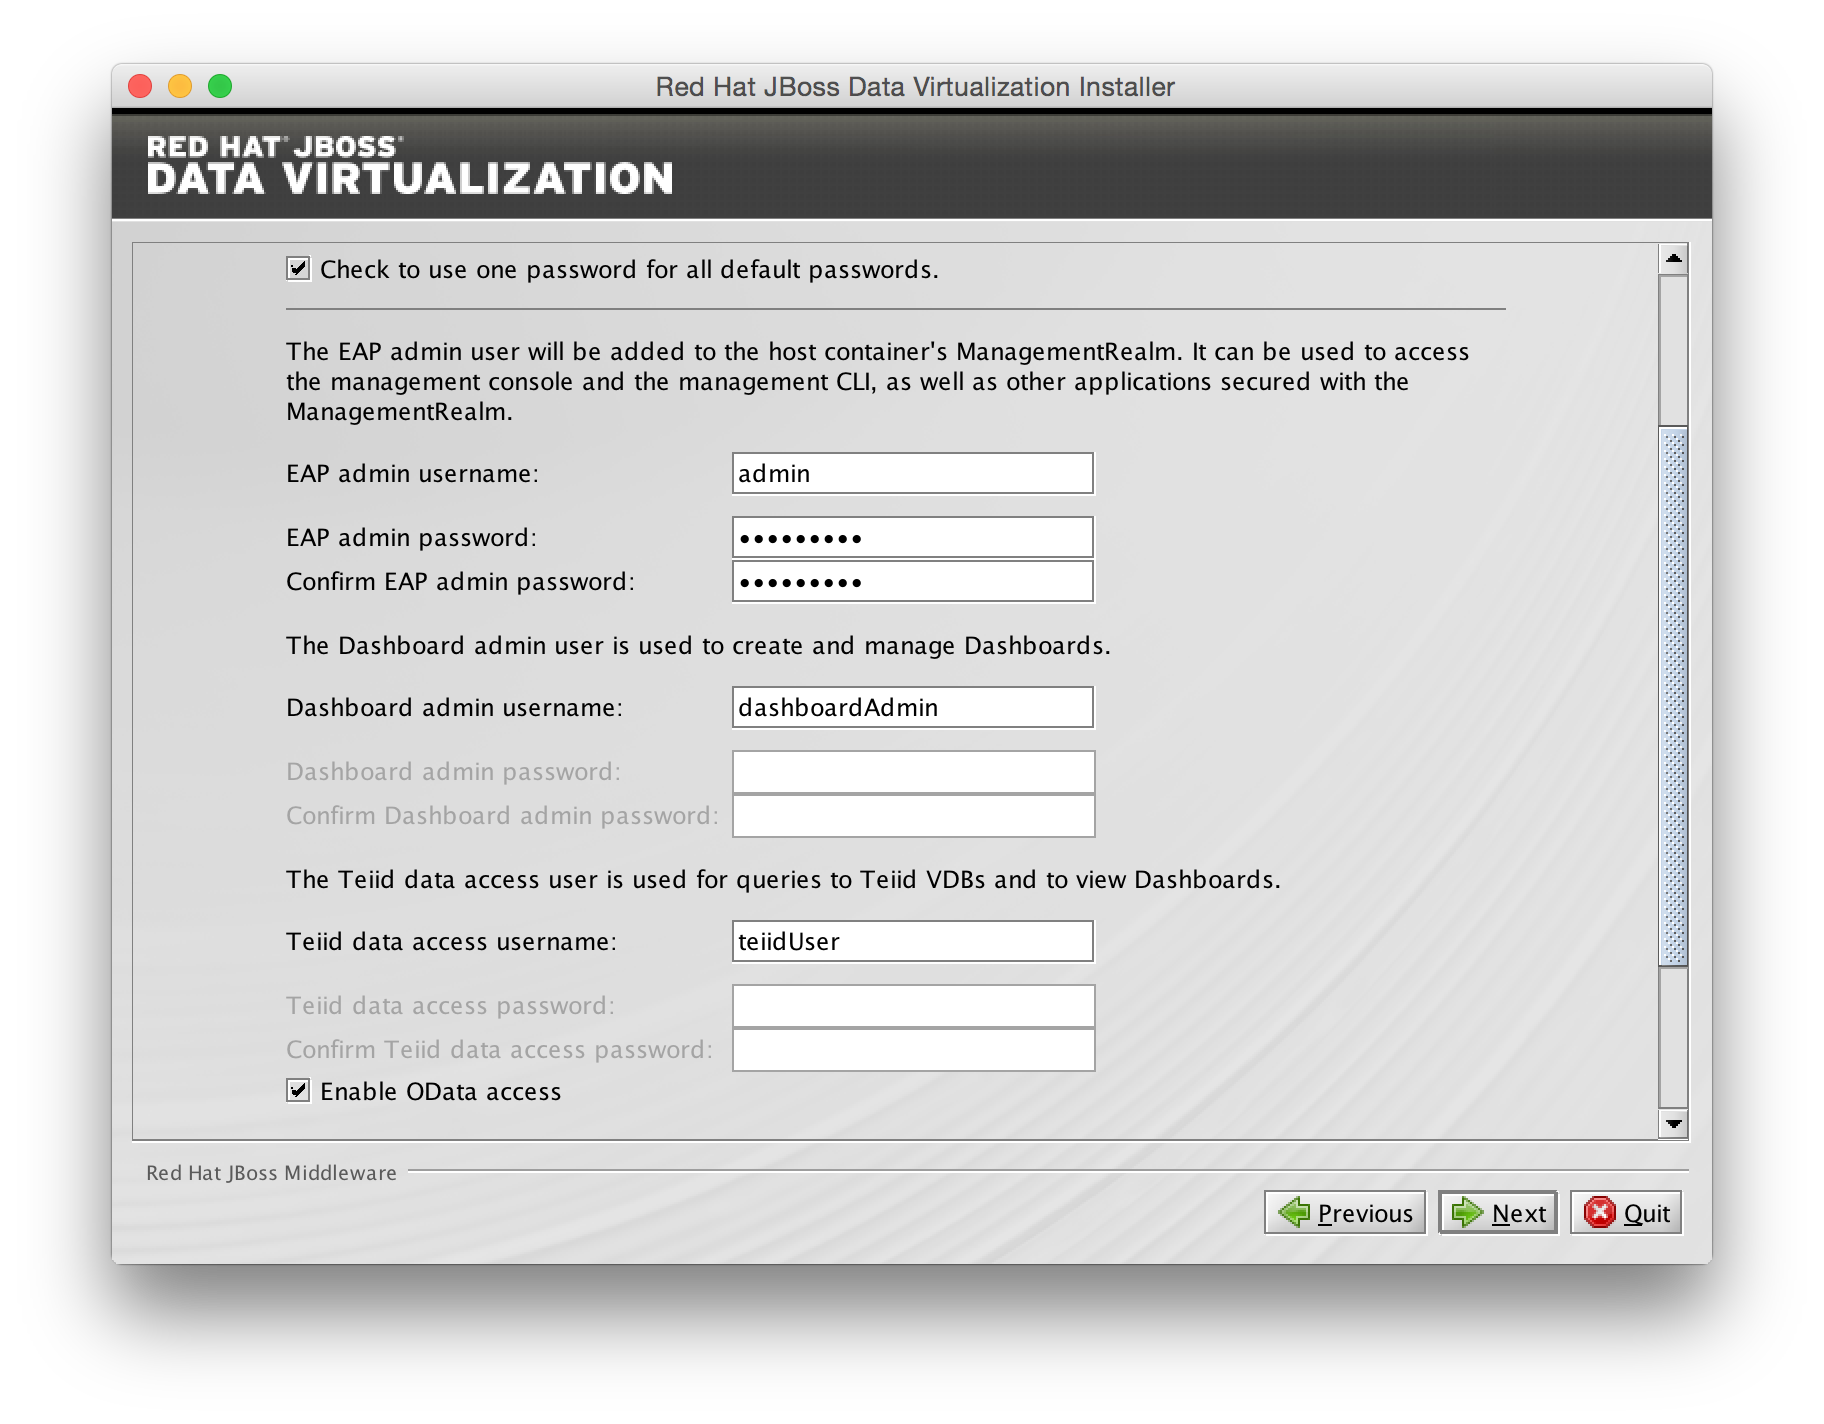 Red Hat JBoss Data Virtualization Installer
RED HAT® JBOSS®
DATA VIRTUALIZATION
Check to use one password for all default passwords.
The EAP admin user will be added to the host container's ManagementRealm. It can be used to access
the management console and the management CLI, as well as other applications secured with the
ManagementRealm.
EAP admin username: admin
EAP admin password: •••••••••
Confirm EAP admin password: •••••••••
The Dashboard admin user is used to create and manage Dashboards.
Dashboard admin username: dashboardAdmin
Dashboard admin password:
Confirm Dashboard admin password:
The Teiid data access user is used for queries to Teiid VDBs and to view Dashboards.
Teiid data access username: teiidUser
Teiid data access password:
Confirm Teiid data access password:
Enable OData access
Red Hat JBoss Middleware
Previous Next Quit